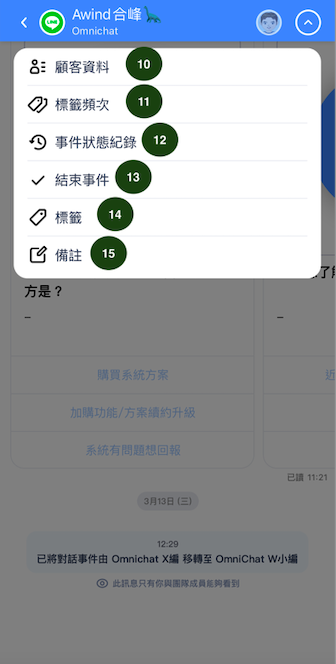 Awind合峰🦕
Omnichat
顧客資料 10
標籤頻次 11
事件狀態紀錄 12
結束事件 13
標籤 14
備註 15
方是？
–
–
購買系統方案
加購功能/方案續約升級
系統有問題想回報
近
已讀 11:21
3月13日 (三)
12:29
已將對話事件由 Omnichat X編 移轉至 OmniChat W小編
此訊息只有你與團隊成員能夠看到